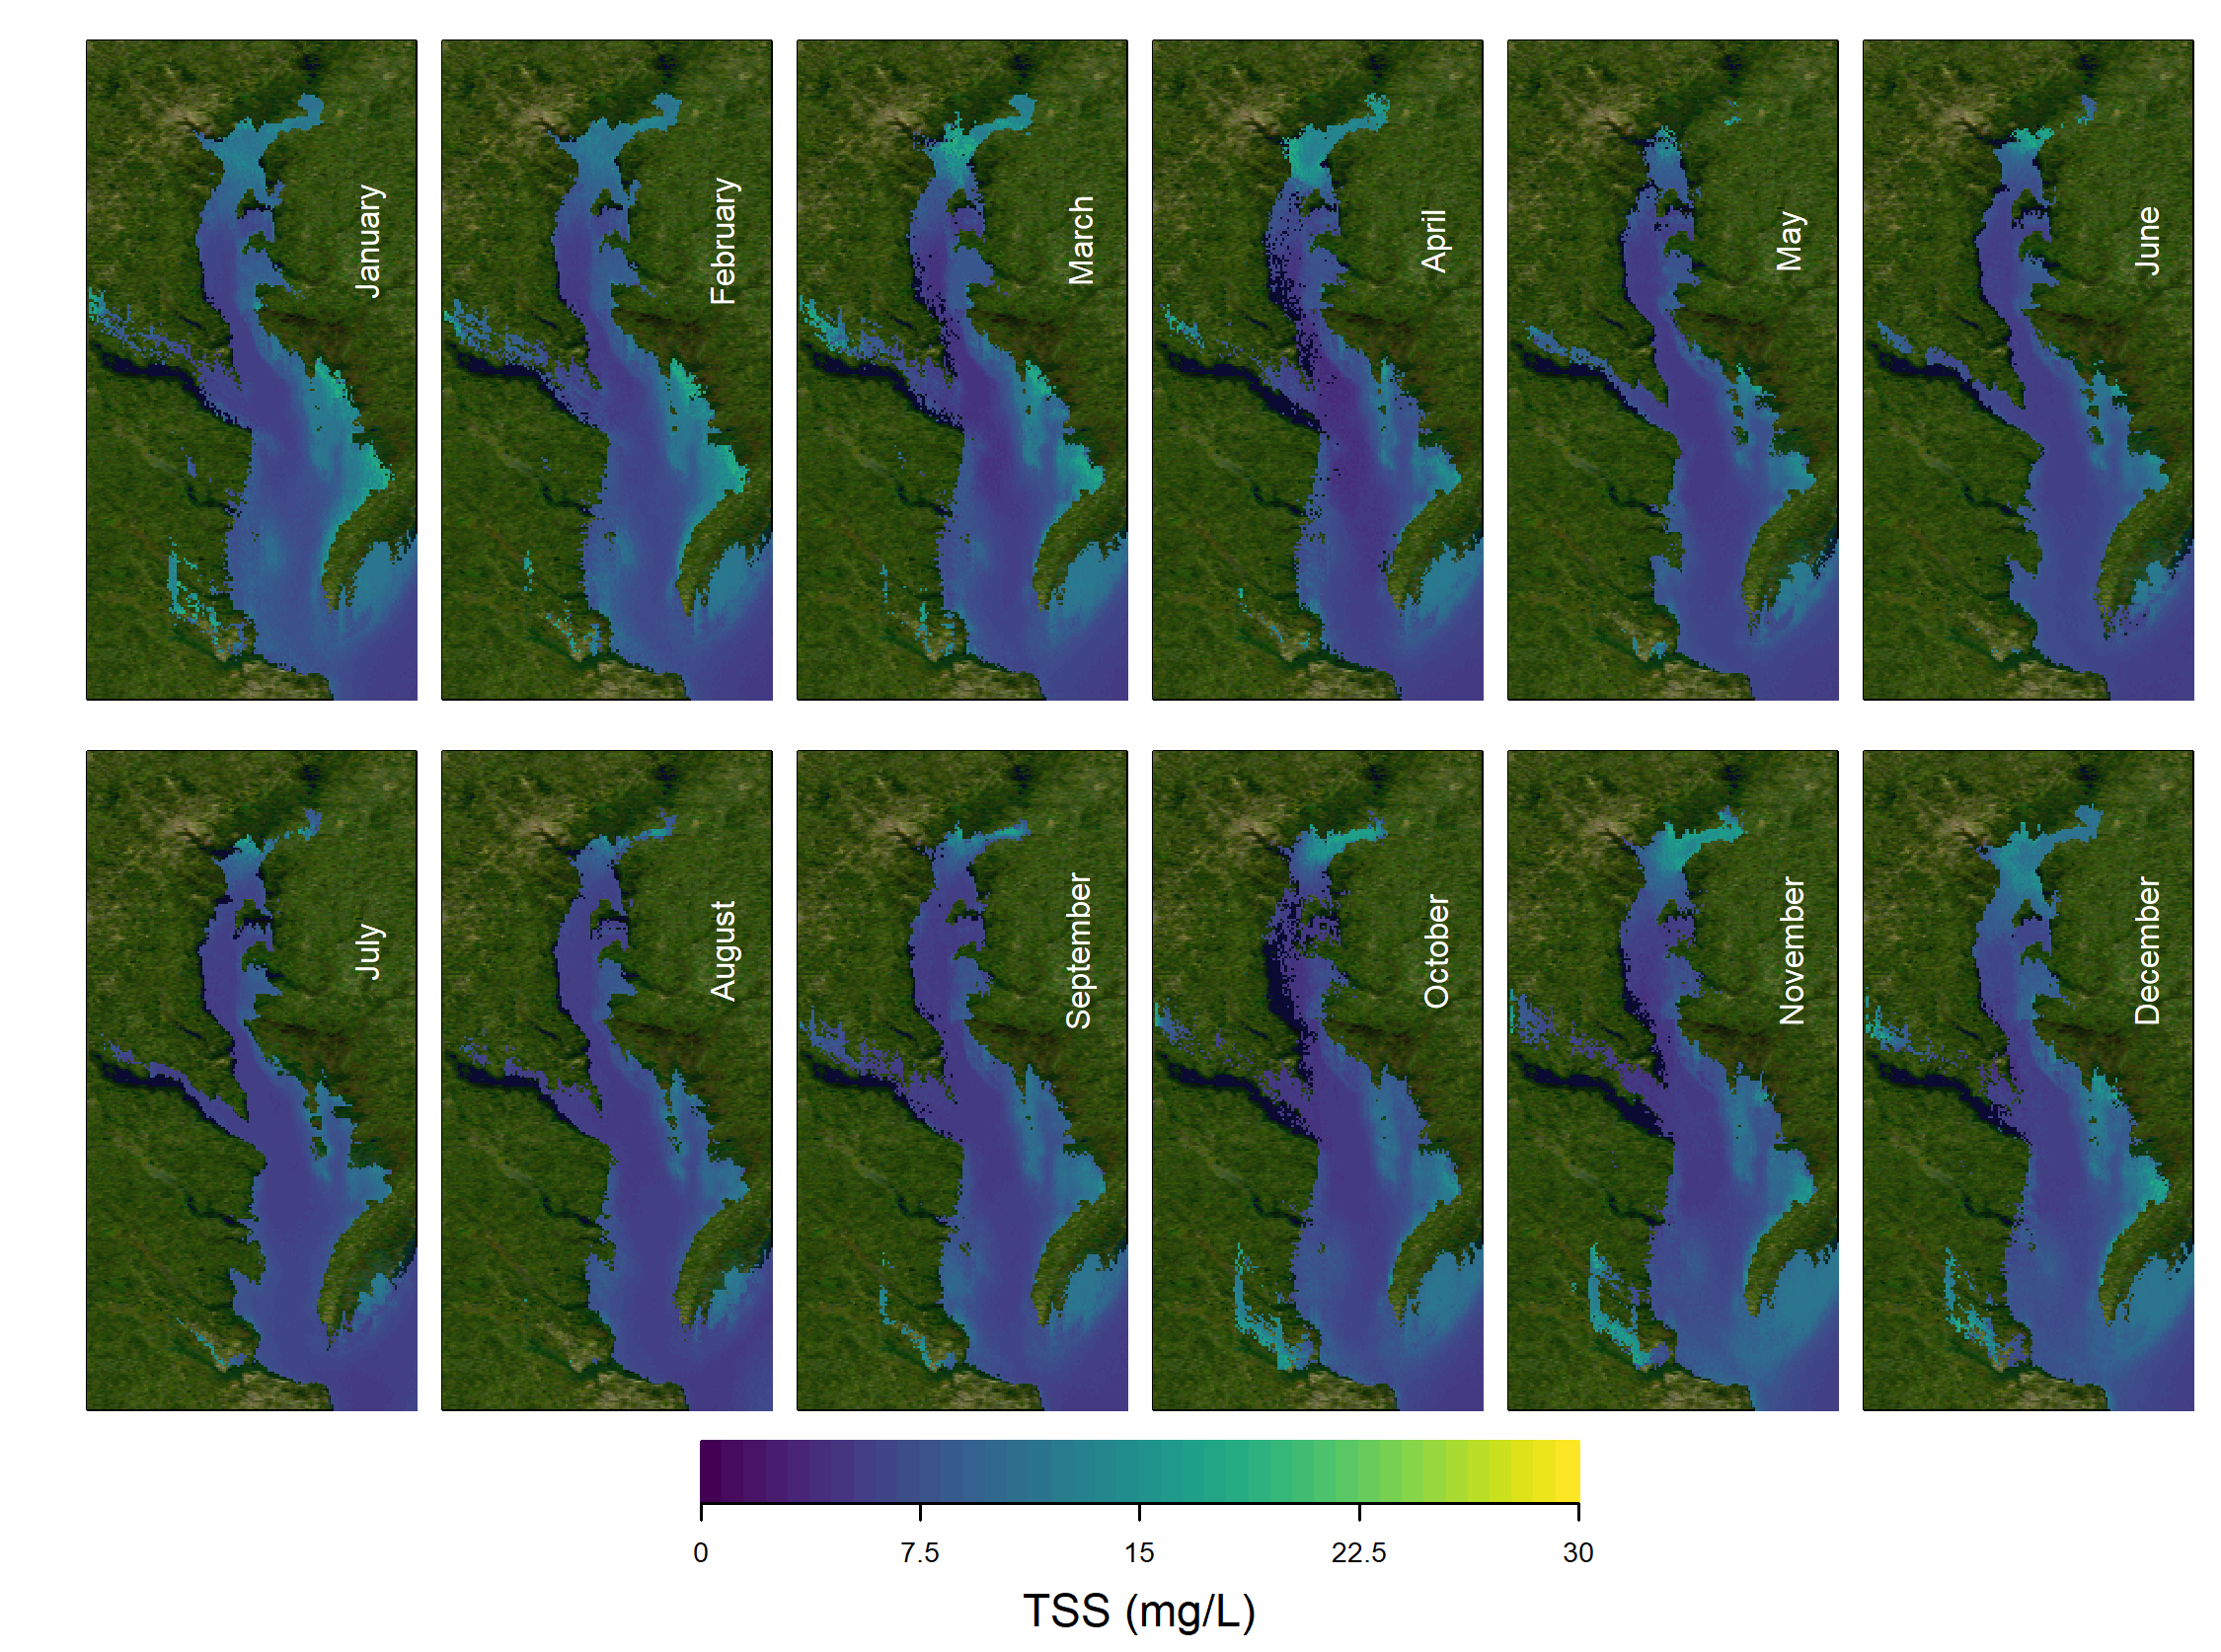 January
February
March
April
May
June
July
August
September
October
November
December
0 7.5 15 22.5 30
TSS (mg/L)